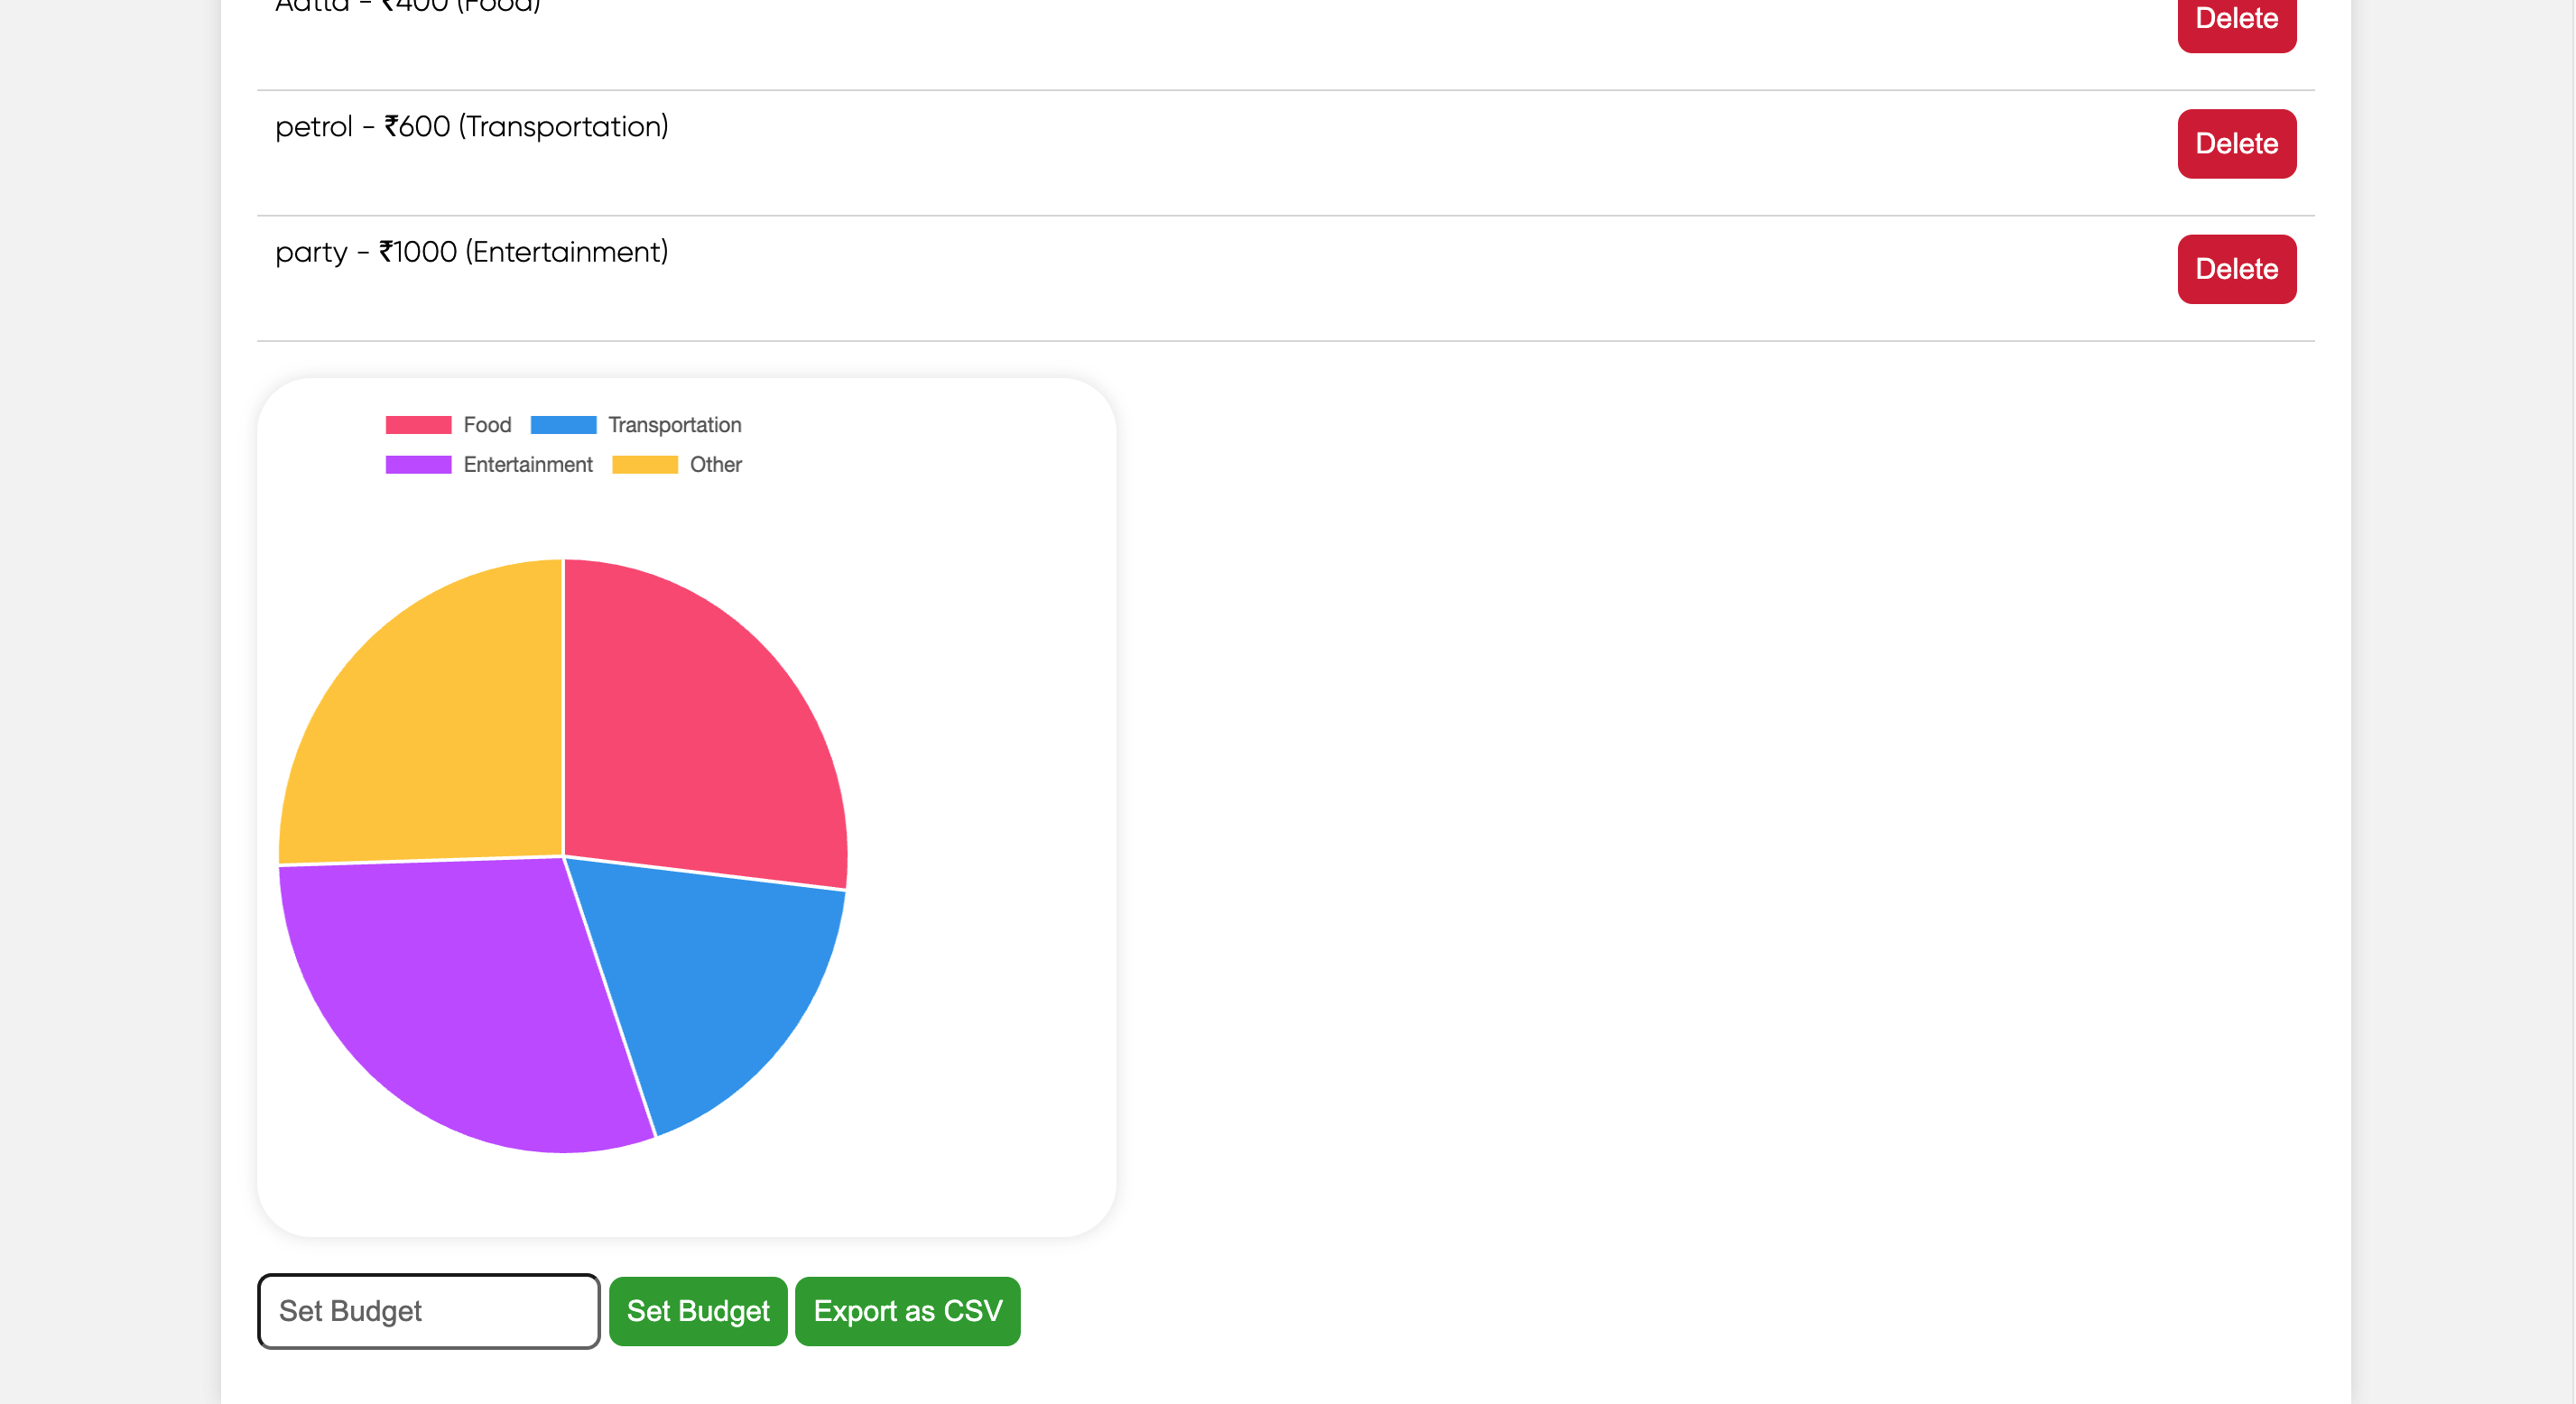 Aatta - ₹400 (Food)
Delete
petrol - ₹600 (Transportation)
Delete
party - ₹1000 (Entertainment)
Delete
Food Transportation
Entertainment Other
Set Budget Set Budget Export as CSV